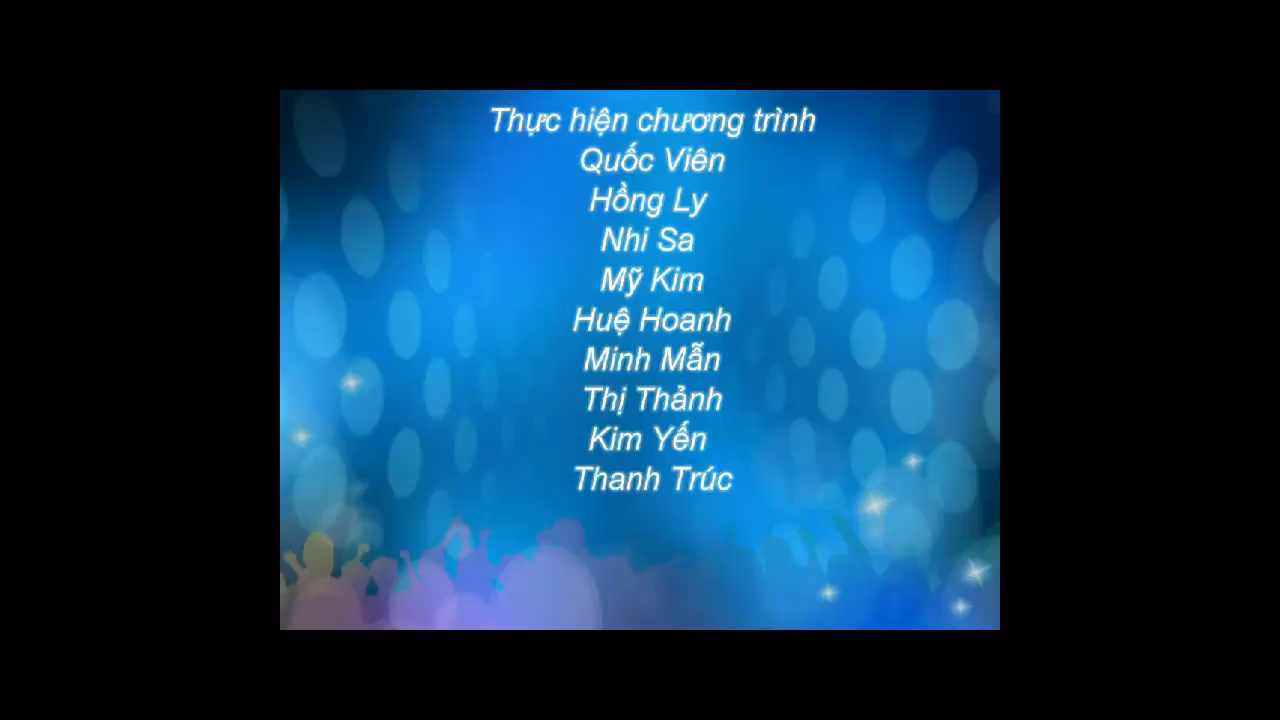 Thực hiện chương trình
Quốc Viên
Hồng Ly
Nhi Sa
Mỹ Kim
Huệ Hoanh
Minh Mẫn
Thị Thảnh
Kim Yến
Thanh Trúc